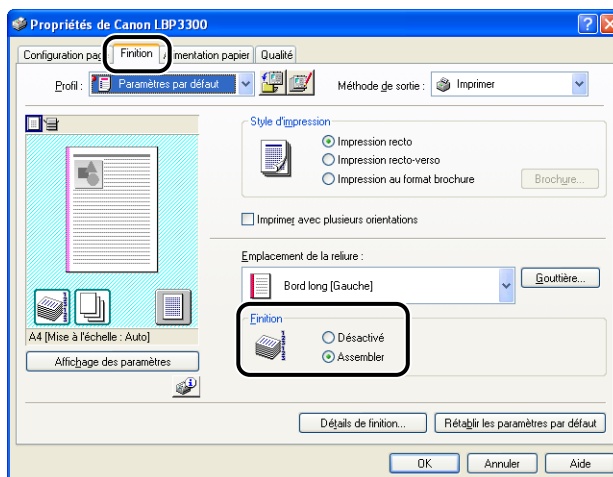 Propriétés de Canon LBP3300
Configuration pag Finition Alimentation papier Qualité
Profil : Paramètres par défaut Méthode de sortie : Imprimer
Style d'impression
Impression recto
Impression recto-verso
Impression au format brochure Brochure...
Imprimer avec plusieurs orientations
Emplacement de la reliure :
Bord long [Gauche] Gouttière...
Finition
Désactivé
Assembler
A4 [Mise à l'échelle : Auto]
Affichage des paramètres
Détails de finition... Rétablir les paramètres par défaut
OK Annuler Aide